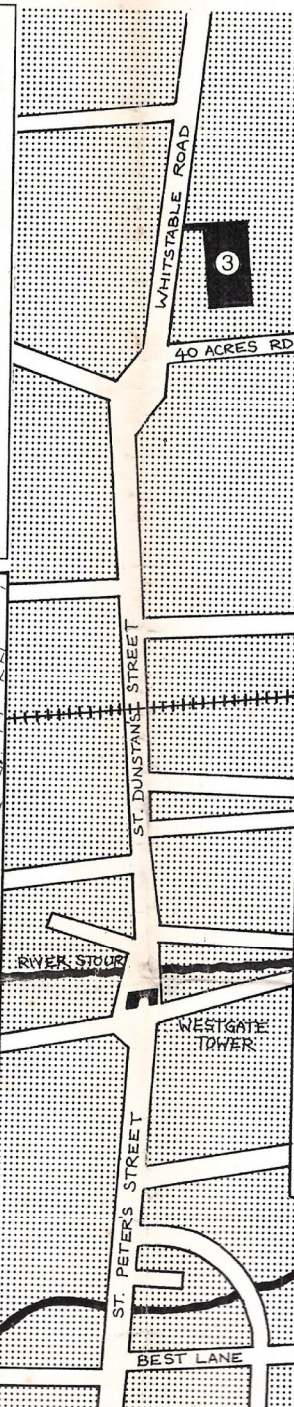 WHITSTABLE ROAD
3
40 ACRES RD
ST. DUNSTANS STREET
RIVER STOUR
WESTGATE
TOWER
ST. PETER'S STREET
BEST LANE